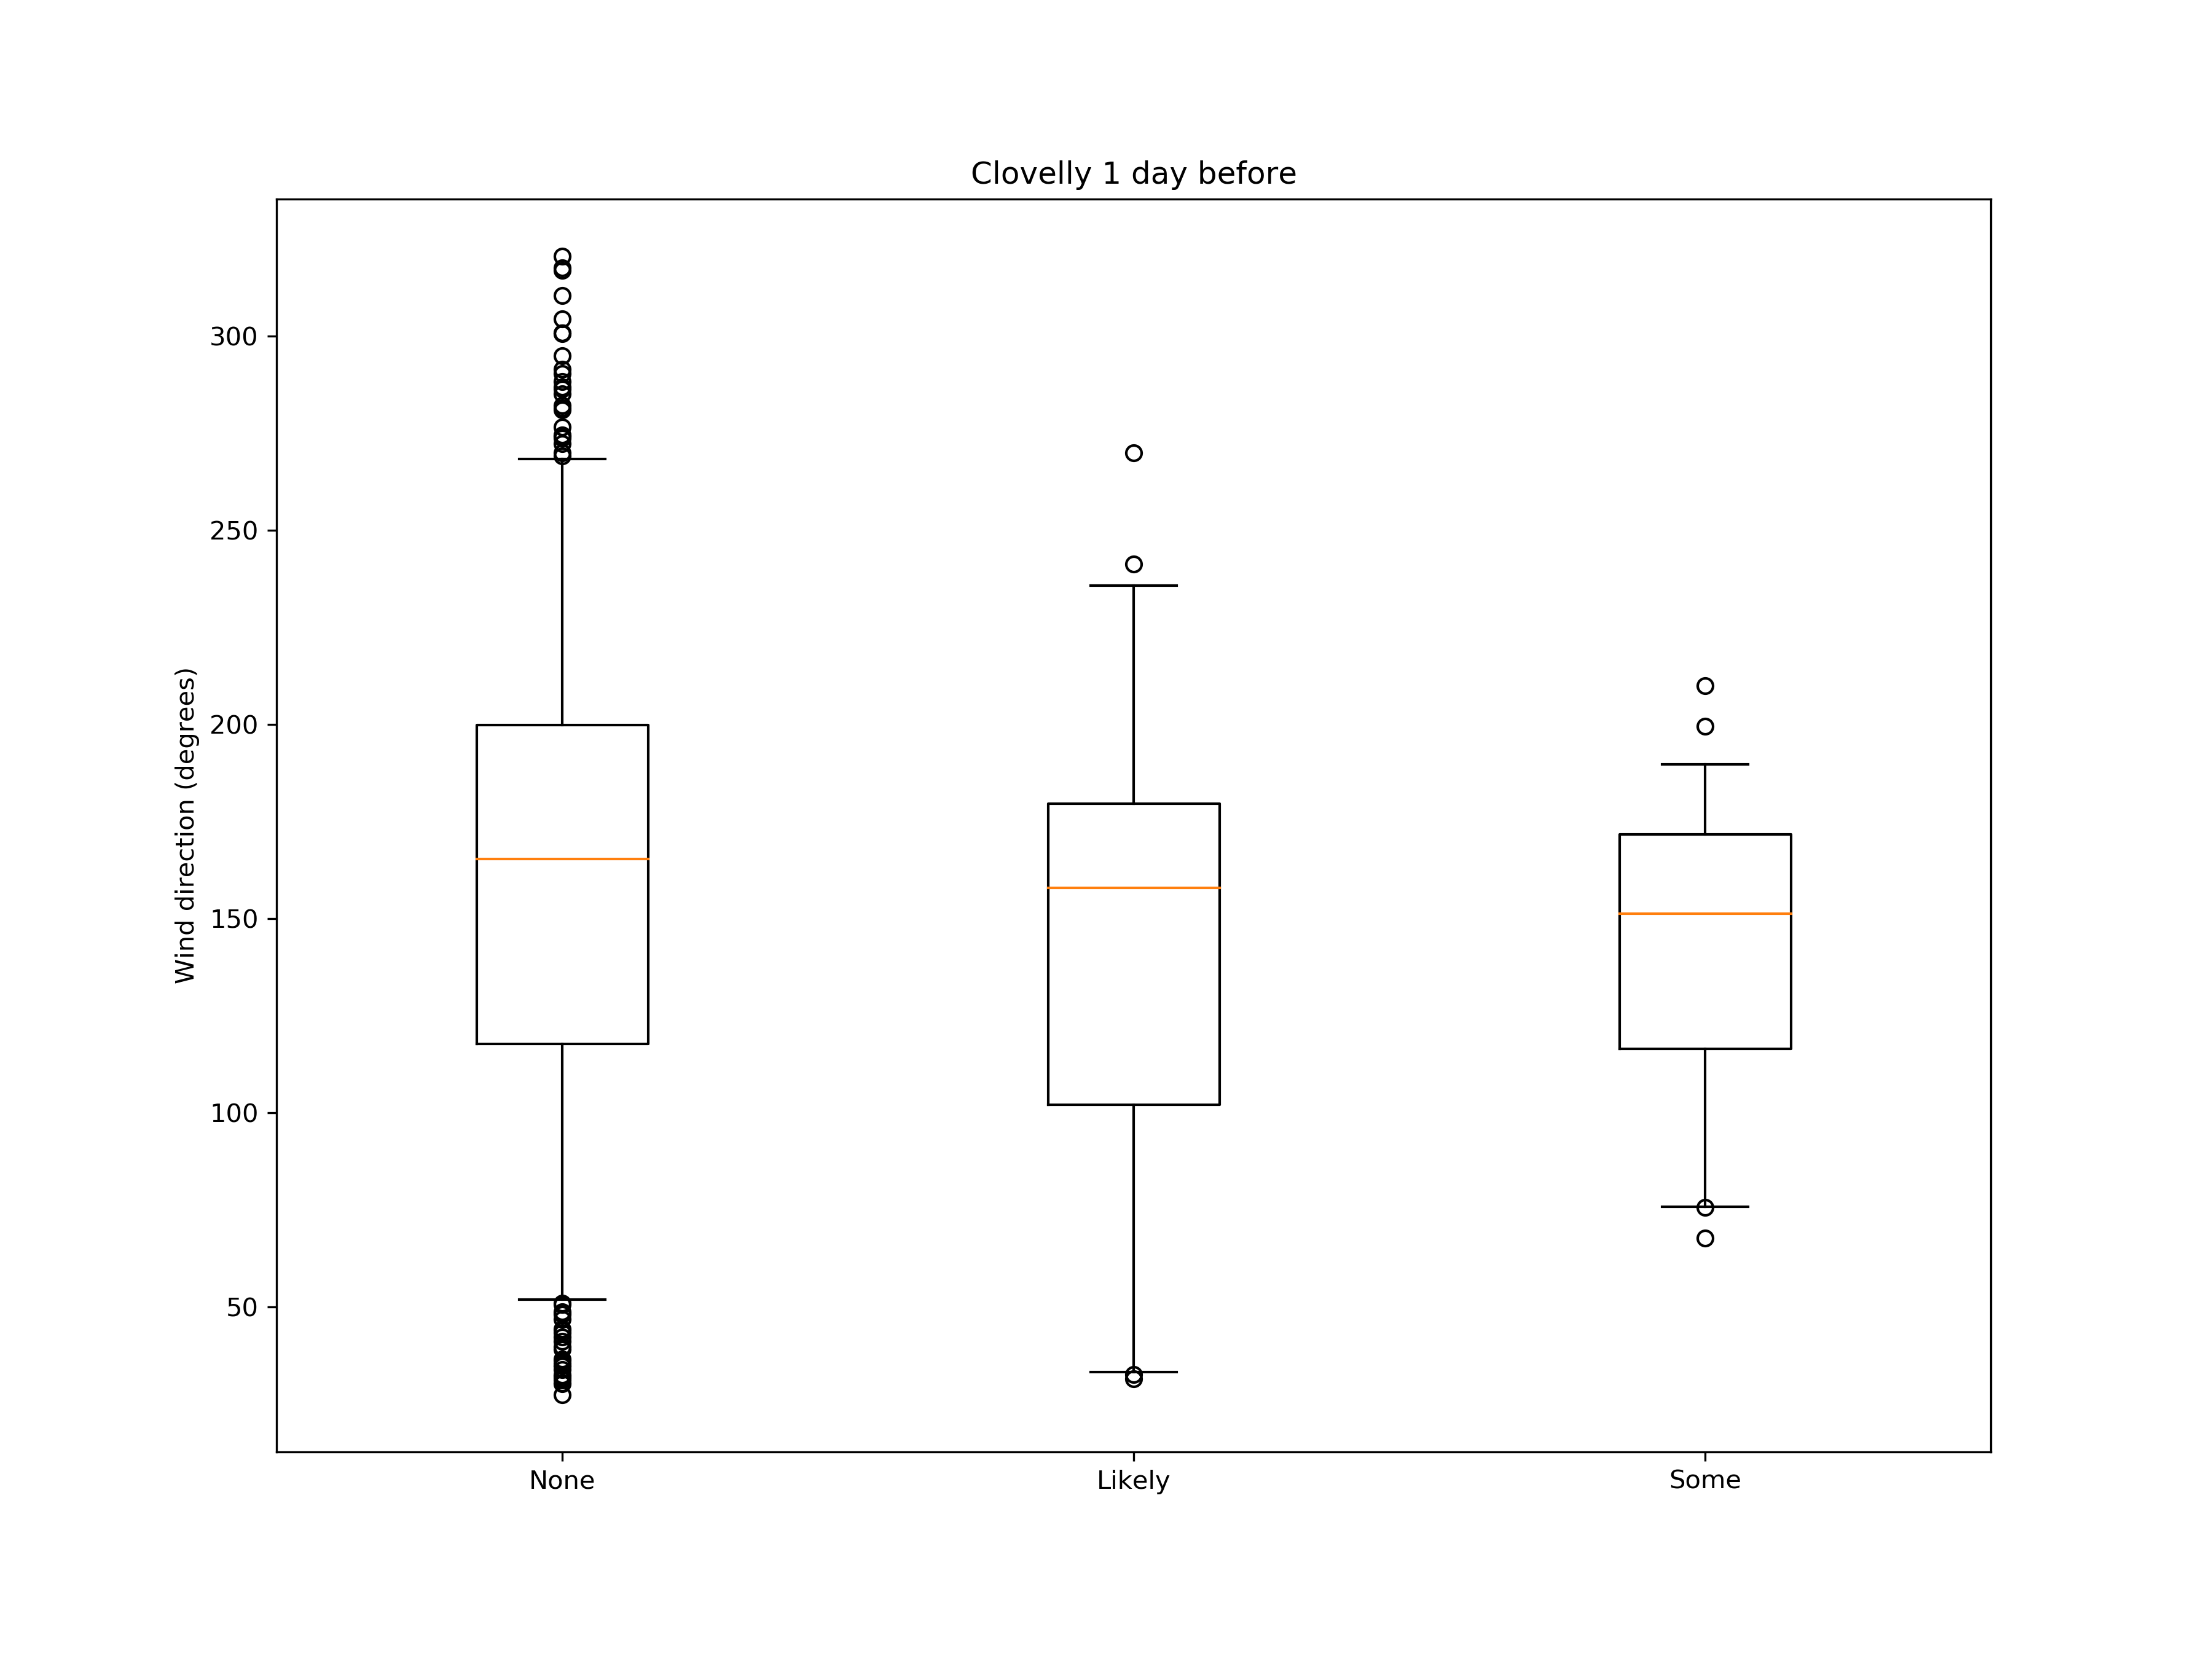 Clovelly 1 day before
Wind direction (degrees)
300
250
200
150
100
50
None
Likely
Some